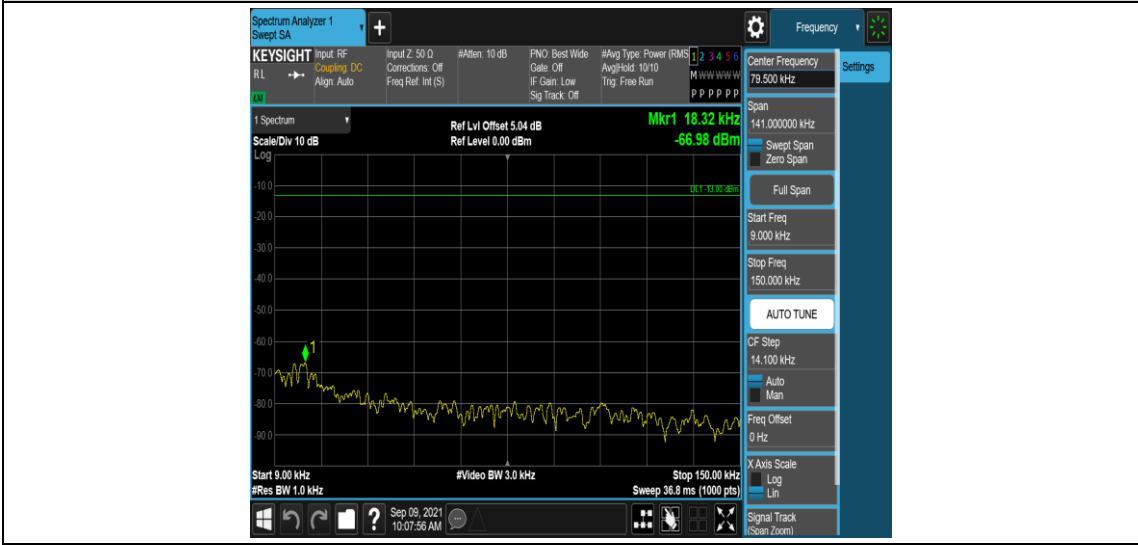 Spectrum Analyzer 1
Swept SA
+
Frequency
KEYSIGHT
RL
LXI
Input: RF
Coupling: DC
Align: Auto
Input Z: 50 Ω
Corrections: Off
Freq Ref: Int (S)
#Atten: 10 dB
PNO: Best Wide
Gate: Off
IF Gain: Low
Sig Track: Off
#Avg Type: Power (RMS
Avg|Hold: 10/10
Trig: Free Run
1 2 3 4 5 6
M W W W W W
P P P P P P
1 Spectrum
Scale/Div 10 dB
Log
Ref Lvl Offset 5.04 dB
Ref Level 0.00 dBm
Mkr1 18.32 kHz
-66.98 dBm
DL1 -13.00 dBm
-10.0
-20.0
-30.0
-40.0
-50.0
-60.0
-70.0
-80.0
-90.0
1
Start 9.00 kHz
#Res BW 1.0 kHz
#Video BW 3.0 kHz
Stop 150.00 kHz
Sweep 36.8 ms (1000 pts)
?
Sep 09, 2021
10:07:56 AM
Center Frequency
79.500 kHz
Settings
Span
141.000000 kHz
Swept Span
Zero Span
Full Span
Start Freq
9.000 kHz
Stop Freq
150.000 kHz
AUTO TUNE
CF Step
14.100 kHz
Auto
Man
Freq Offset
0 Hz
X Axis Scale
Log
Lin
Signal Track
(Span Zoom)